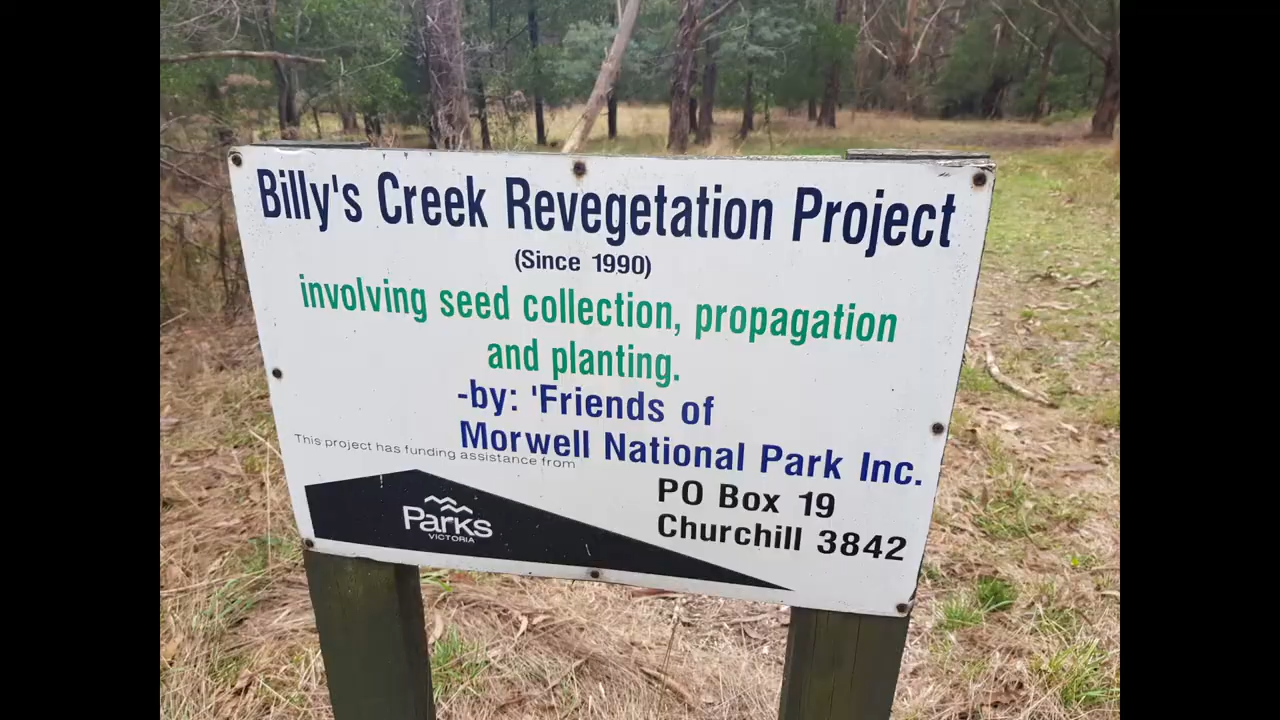 Billy's Creek Revegetation Project
(Since 1990)
involving seed collection, propagation
and planting.
-by: 'Friends of
Morwell National Park Inc.
This project has funding assistance from
PO Box 19
Churchill 3842
Parks
VICTORIA